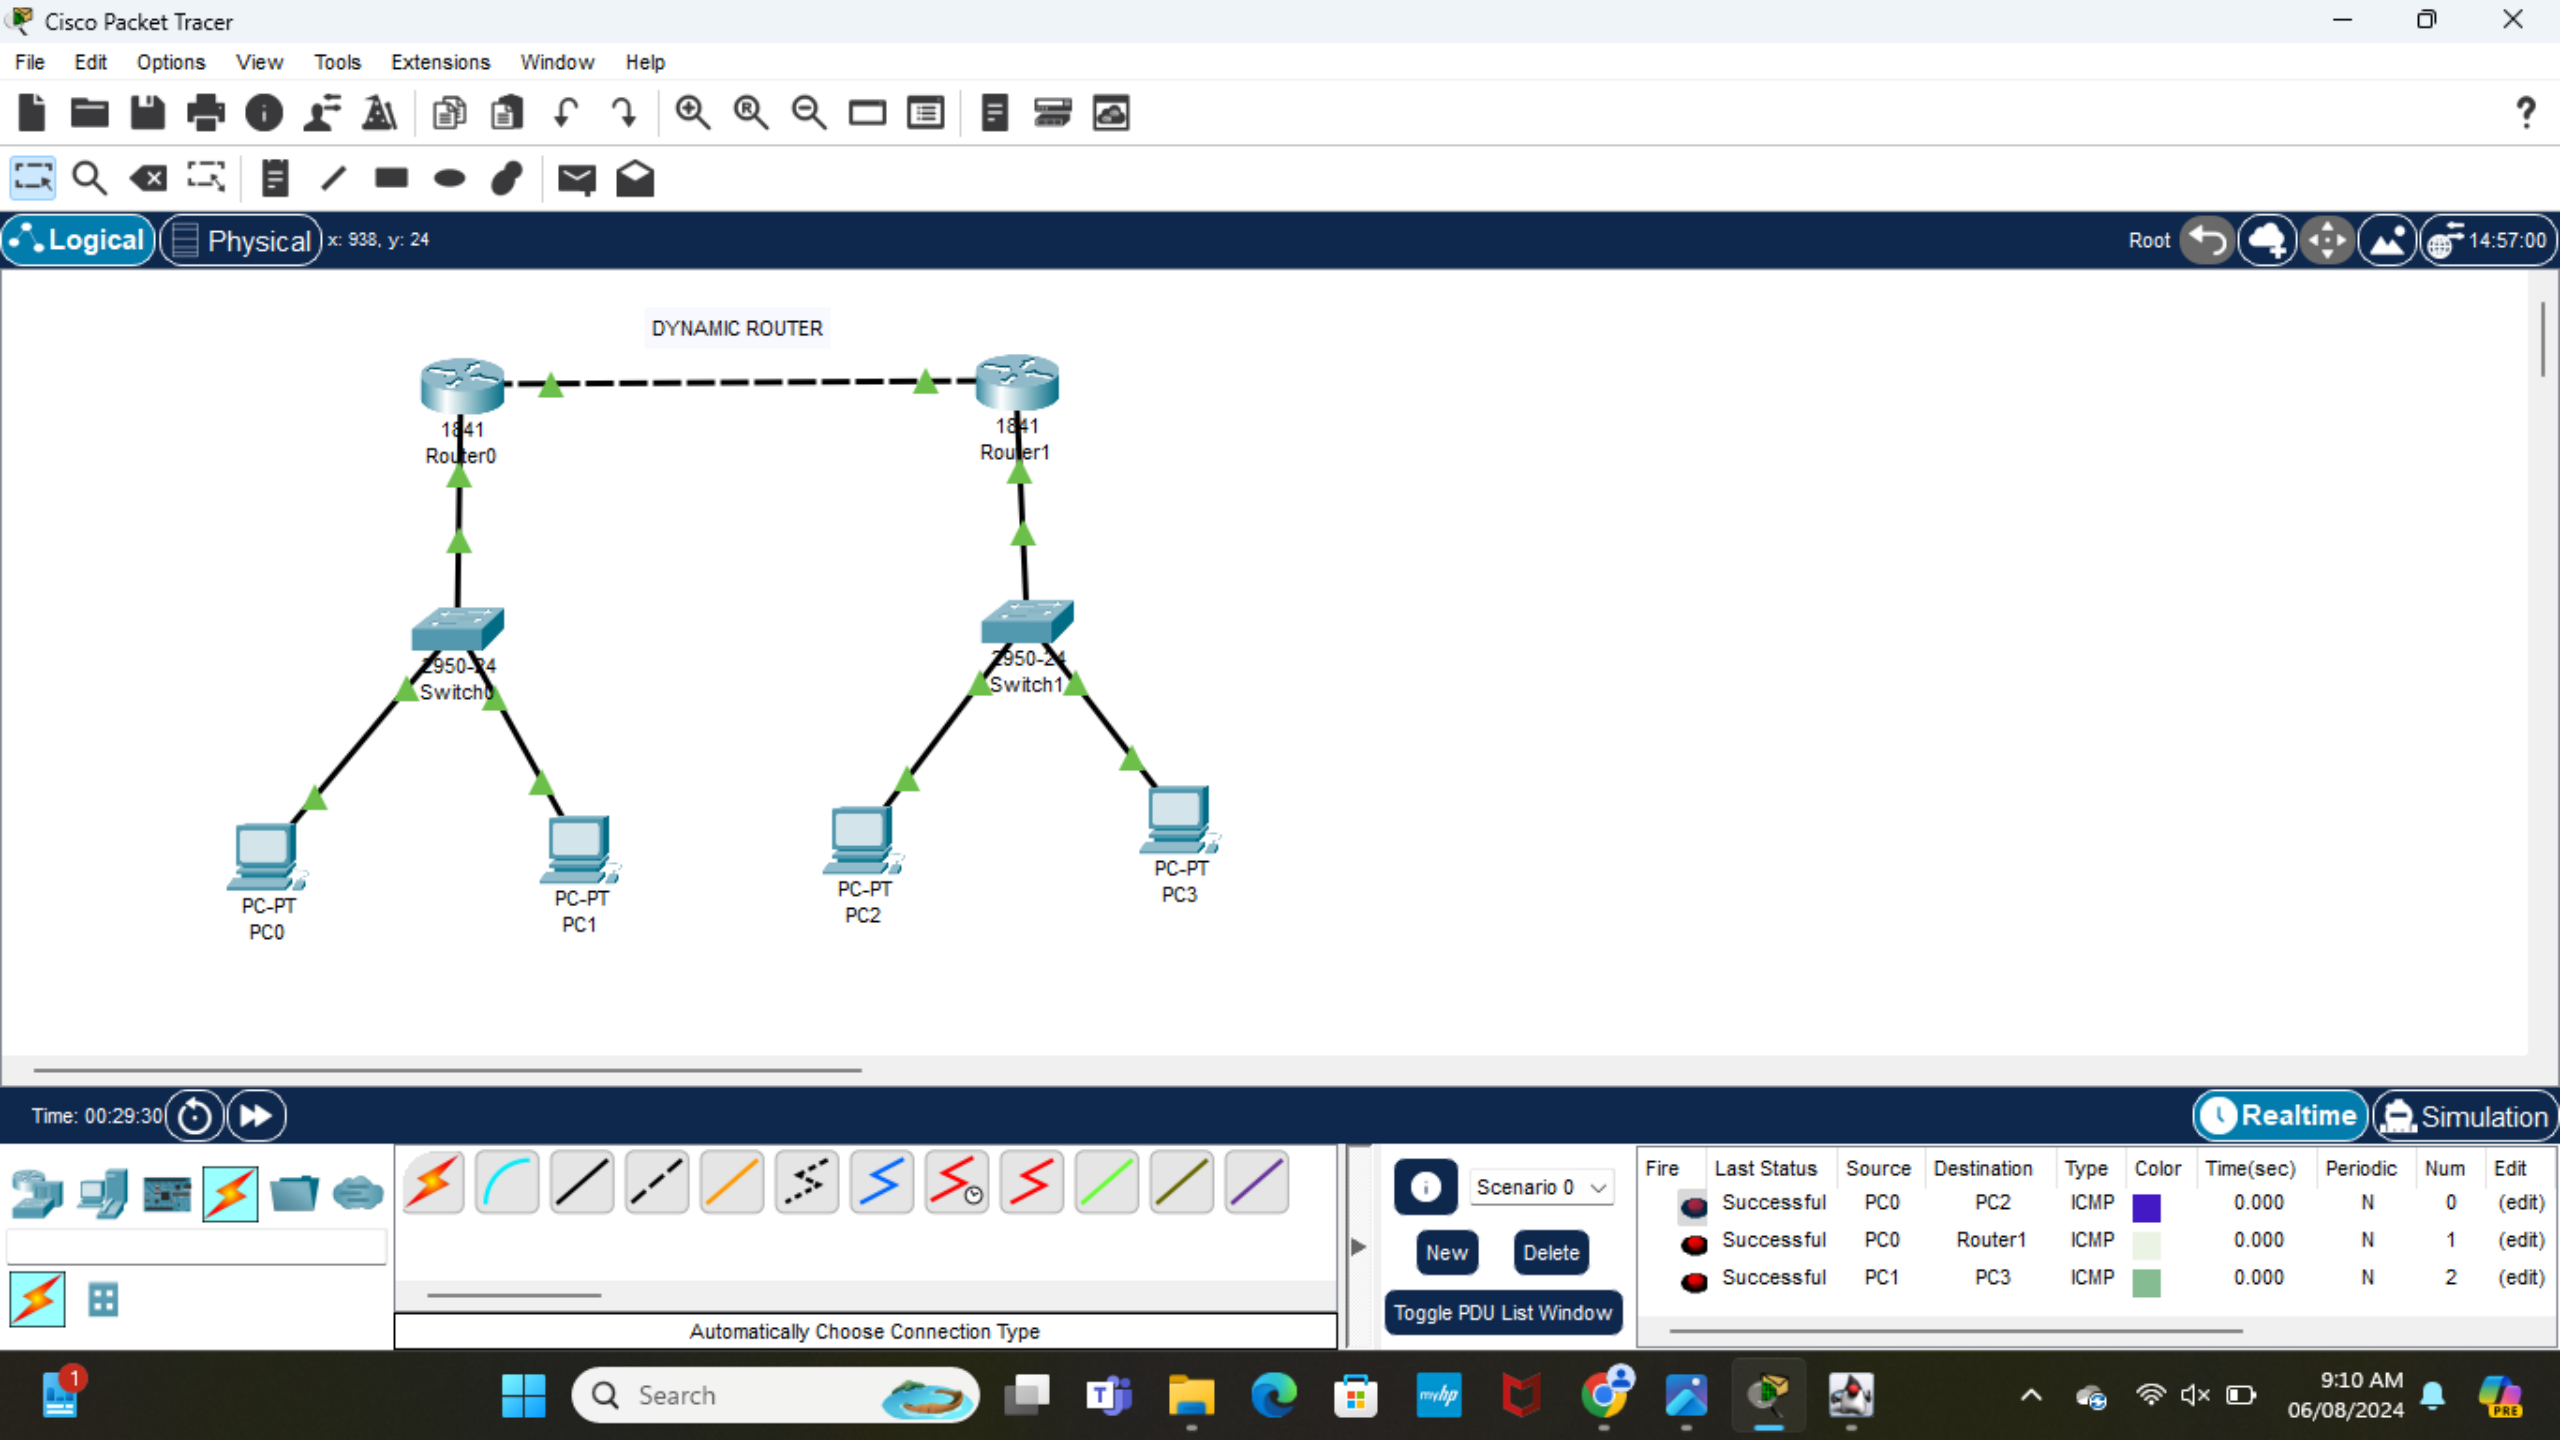 Cisco Packet Tracer
File Edit Options View Tools Extensions Window Help
Logical Physical x: 938, y: 24 Root 14:57:00
DYNAMIC ROUTER
1841
Router0
1841
Router1
2950-24
Switch0
2950-24
Switch1
PC-PT
PC0
PC-PT
PC1
PC-PT
PC2
PC-PT
PC3
Time: 00:29:30 Realtime Simulation
Scenario 0
New Delete
Toggle PDU List Window
Automatically Choose Connection Type
Fire Last Status Source Destination Type Color Time(sec) Periodic Num Edit
Successful PC0 PC2 ICMP 0.000 N 0 (edit)
Successful PC0 Router1 ICMP 0.000 N 1 (edit)
Successful PC1 PC3 ICMP 0.000 N 2 (edit)
1
Search
myhp
9:10 AM
06/08/2024
PRE